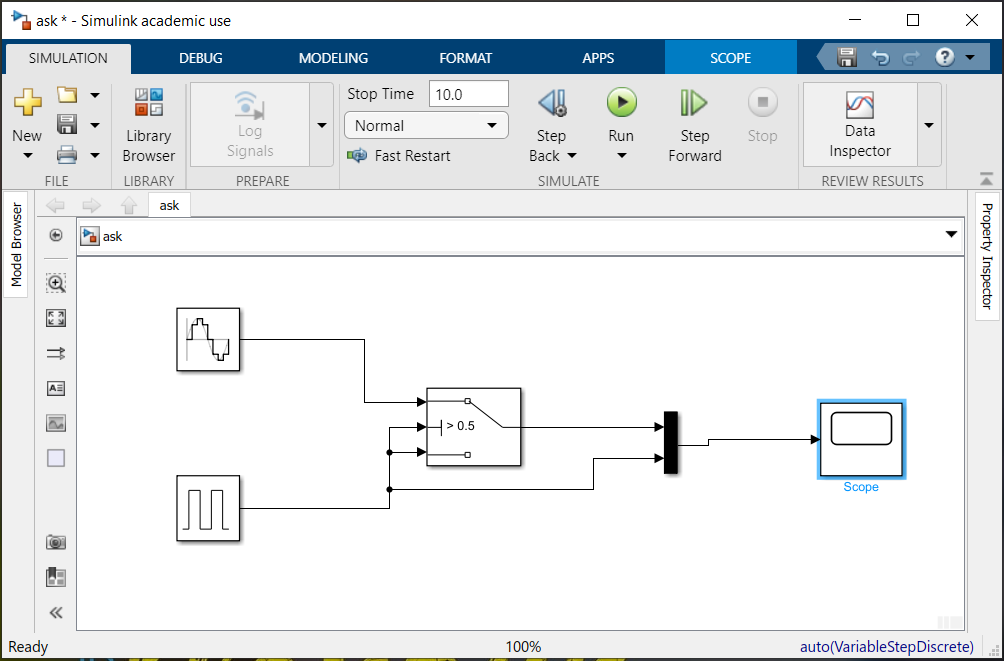 ask * - Simulink academic use
SIMULATION DEBUG MODELING FORMAT APPS SCOPE ?
New
FILE
Library
Browser
LIBRARY
Log
Signals
PREPARE
Stop Time 10.0
Normal
Fast Restart
Step
Back
Run
Step
Forward
Stop
SIMULATE
Data
Inspector
REVIEW RESULTS
Model Browser
ask
ask
Property Inspector
> 0.5
Scope
Ready 100% auto(VariableStepDiscrete)